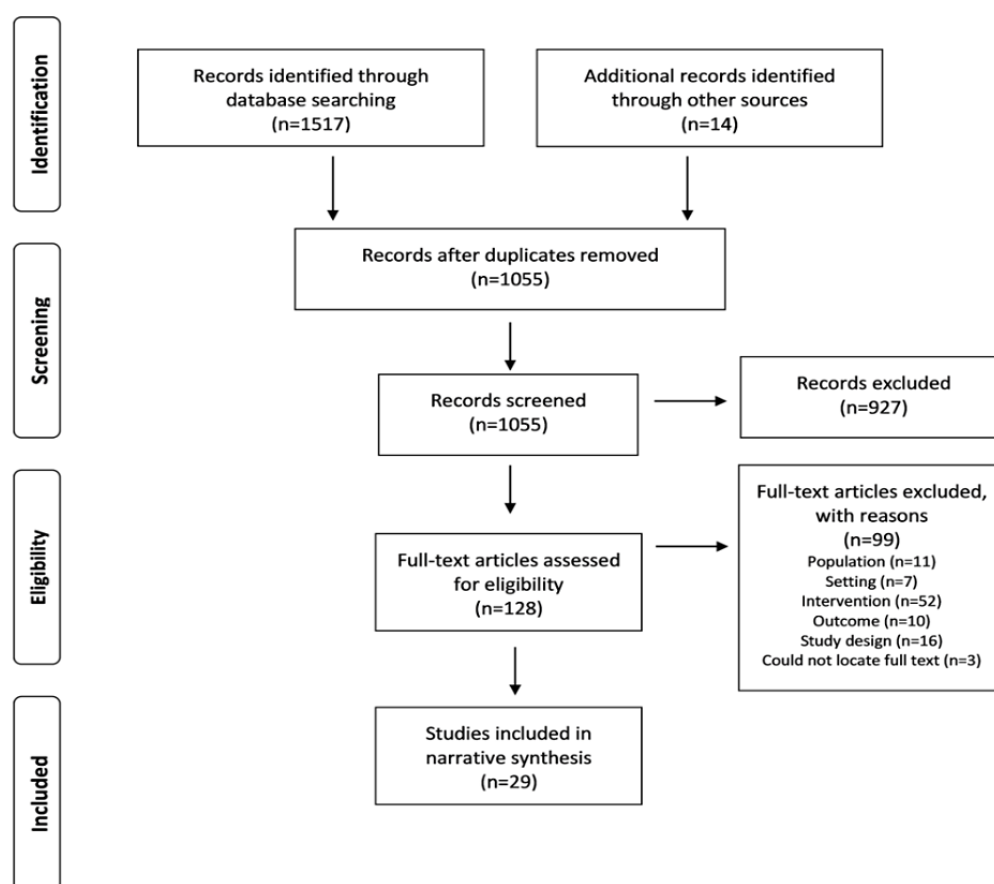 Identification
Records identified through
database searching
(n=1517)
Additional records identified
through other sources
(n=14)
Screening
Records after duplicates removed
(n=1055)
Records screened
(n=1055)
Records excluded
(n=927)
Eligibility
Full-text articles assessed
for eligibility
(n=128)
Full-text articles excluded,
with reasons
(n=99)
Population (n=11)
Setting (n=7)
Intervention (n=52)
Outcome (n=10)
Study design (n=16)
Could not locate full text (n=3)
Included
Studies included in
narrative synthesis
(n=29)